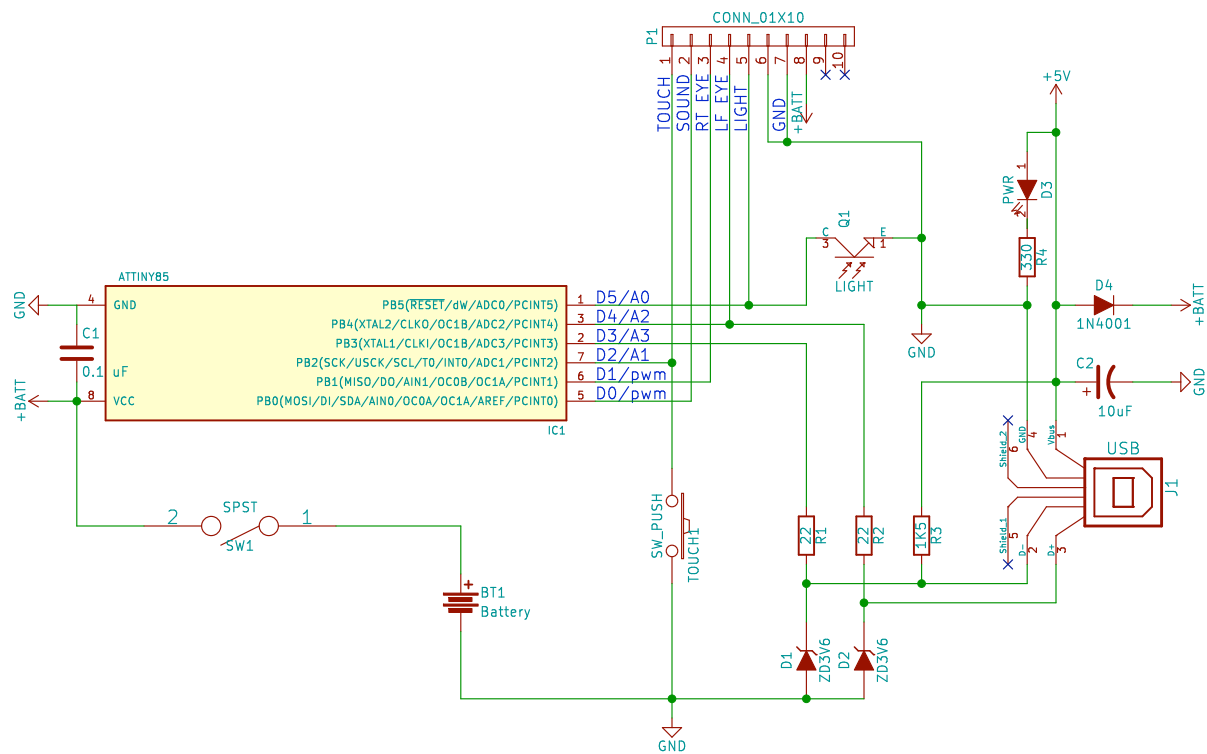 CONN_01X10
P1
1
2
3
4
5
6
7
8
9
10
TOUCH
SOUND
RT EYE
LF EYE
LIGHT
GND
+BATT
+5V
PWR
1
2
D3
330
R4
Q1
C
3
E
1
LIGHT
GND
D4
1N4001
+BATT
C2
+
10uF
GND
ATTINY85
GND
4
GND
C1
0.1 uF
+BATT
8
VCC
PB5(RESET/dW/ADC0/PCINT5)
1
D5/A0
PB4(XTAL2/CLKO/OC1B/ADC2/PCINT4)
3
D4/A2
PB3(XTAL1/CLKI/OC1B/ADC3/PCINT3)
2
D3/A3
PB2(SCK/USCK/SCL/T0/INT0/ADC1/PCINT2)
7
D2/A1
PB1(MISO/DO/AIN1/OC0B/OC1A/PCINT1)
6
D1/pwm
PB0(MOSI/DI/SDA/AIN0/OC0A/OC1A/AREF/PCINT0)
5
D0/pwm
IC1
SPST
2
1
SW1
+
BT1
Battery
SW_PUSH
TOUCH1
22
R1
22
R2
1K5
R3
Shield_2
6
GND
4
Vbus
1
USB
J1
Shield_1
5
D-
2
D+
3
D1
ZD3V6
D2
ZD3V6
GND